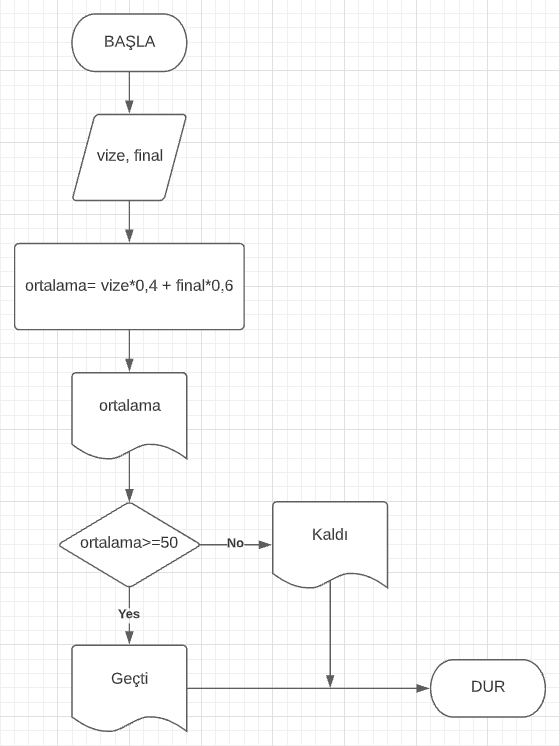 BAŞLA
vize, final
ortalama= vize*0,4 + final*0,6
ortalama
ortalama>=50
No
Kaldı
Yes
Geçti
DUR